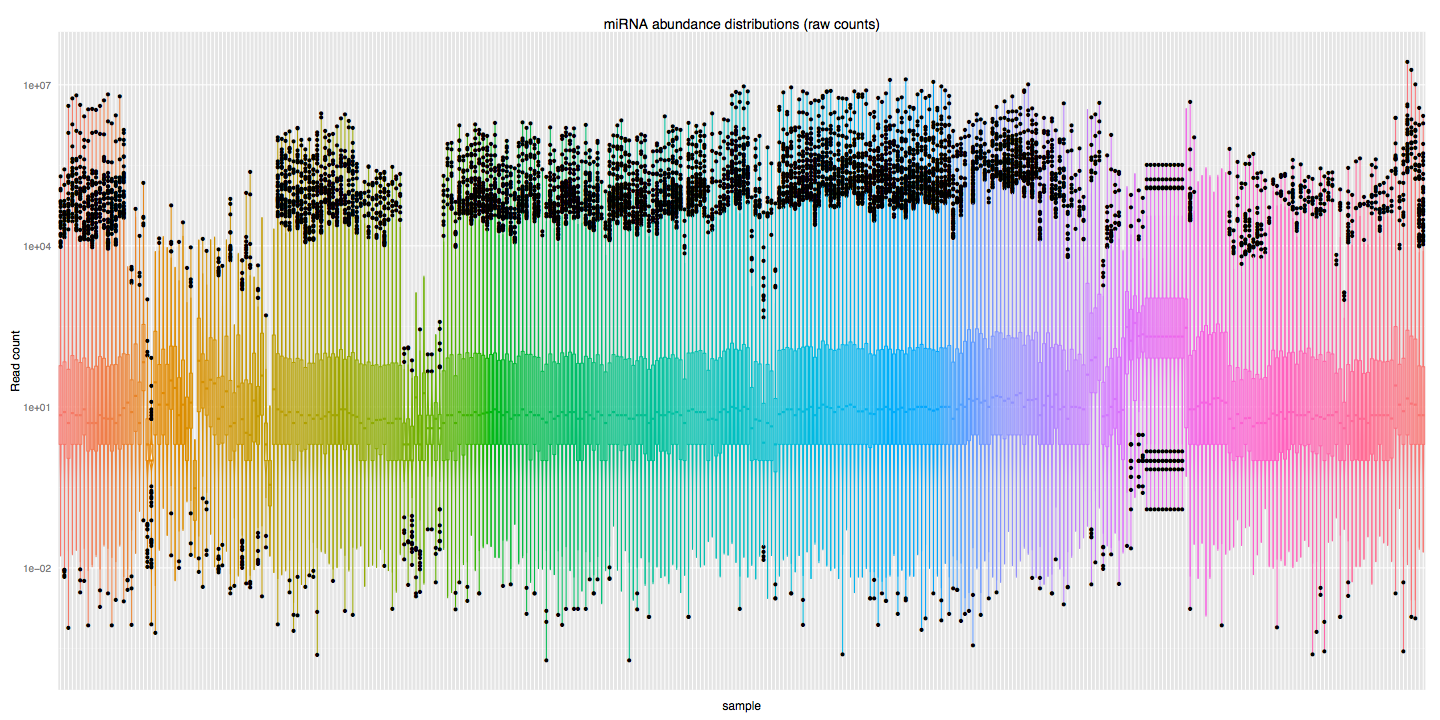 miRNA abundance distributions (raw counts)
1e+07
1e+04
Read count
1e+01
1e−02
sample